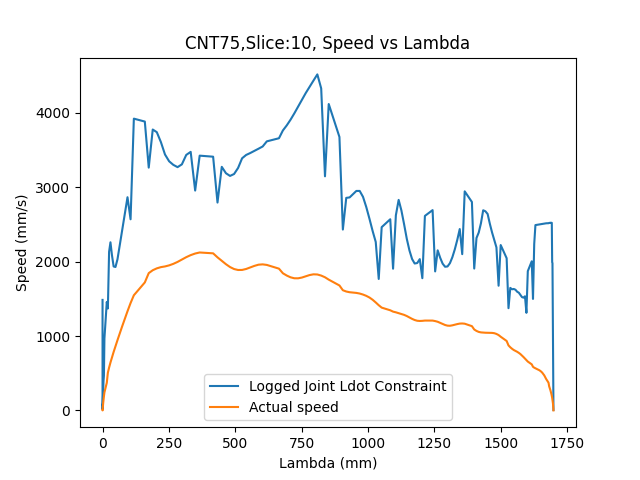 CNT75,Slice:10, Speed vs Lambda
Speed (mm/s)
4000
3000
2000
1000
0
Logged Joint Ldot Constraint
Actual speed
0 250 500 750 1000 1250 1500 1750
Lambda (mm)